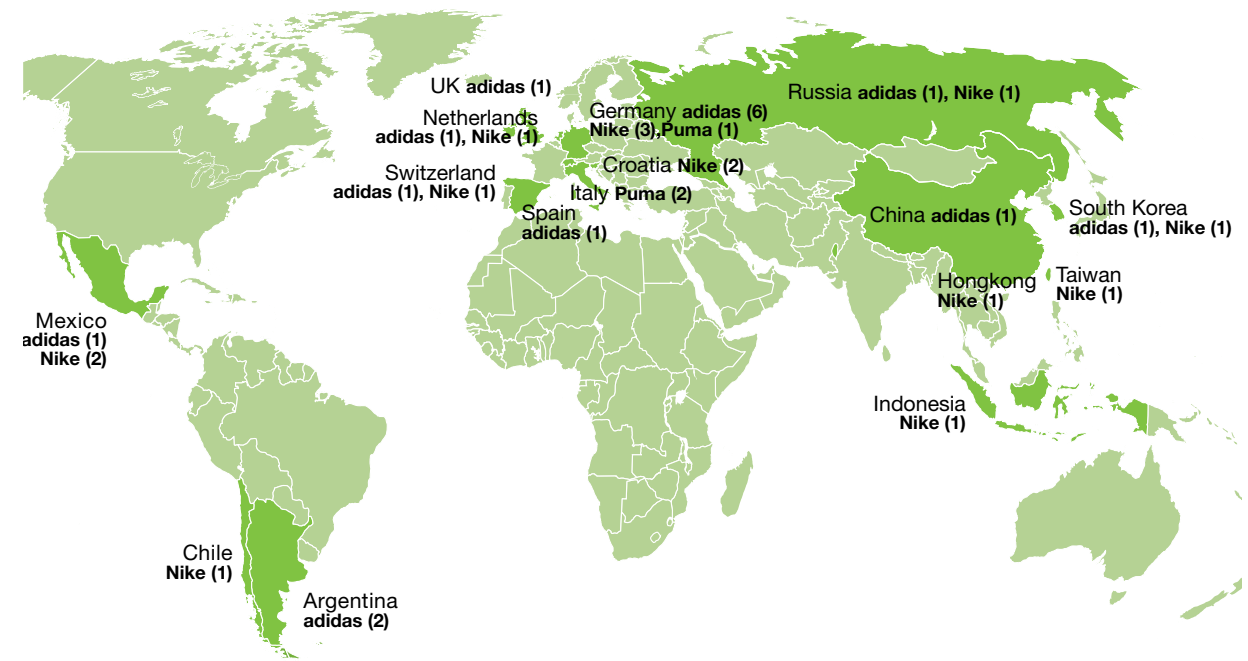 UK adidas (1)
Netherlands
adidas (1), Nike (1)
Germany adidas (6)
Nike (3),Puma (1)
Russia adidas (1), Nike (1)
Switzerland
adidas (1), Nike (1)
Croatia Nike (2)
Italy Puma (2)
Spain
adidas (1)
China adidas (1)
South Korea
adidas (1), Nike (1)
Hongkong
Nike (1)
Taiwan
Nike (1)
Mexico
adidas (1)
Nike (2)
Indonesia
Nike (1)
Chile
Nike (1)
Argentina
adidas (2)